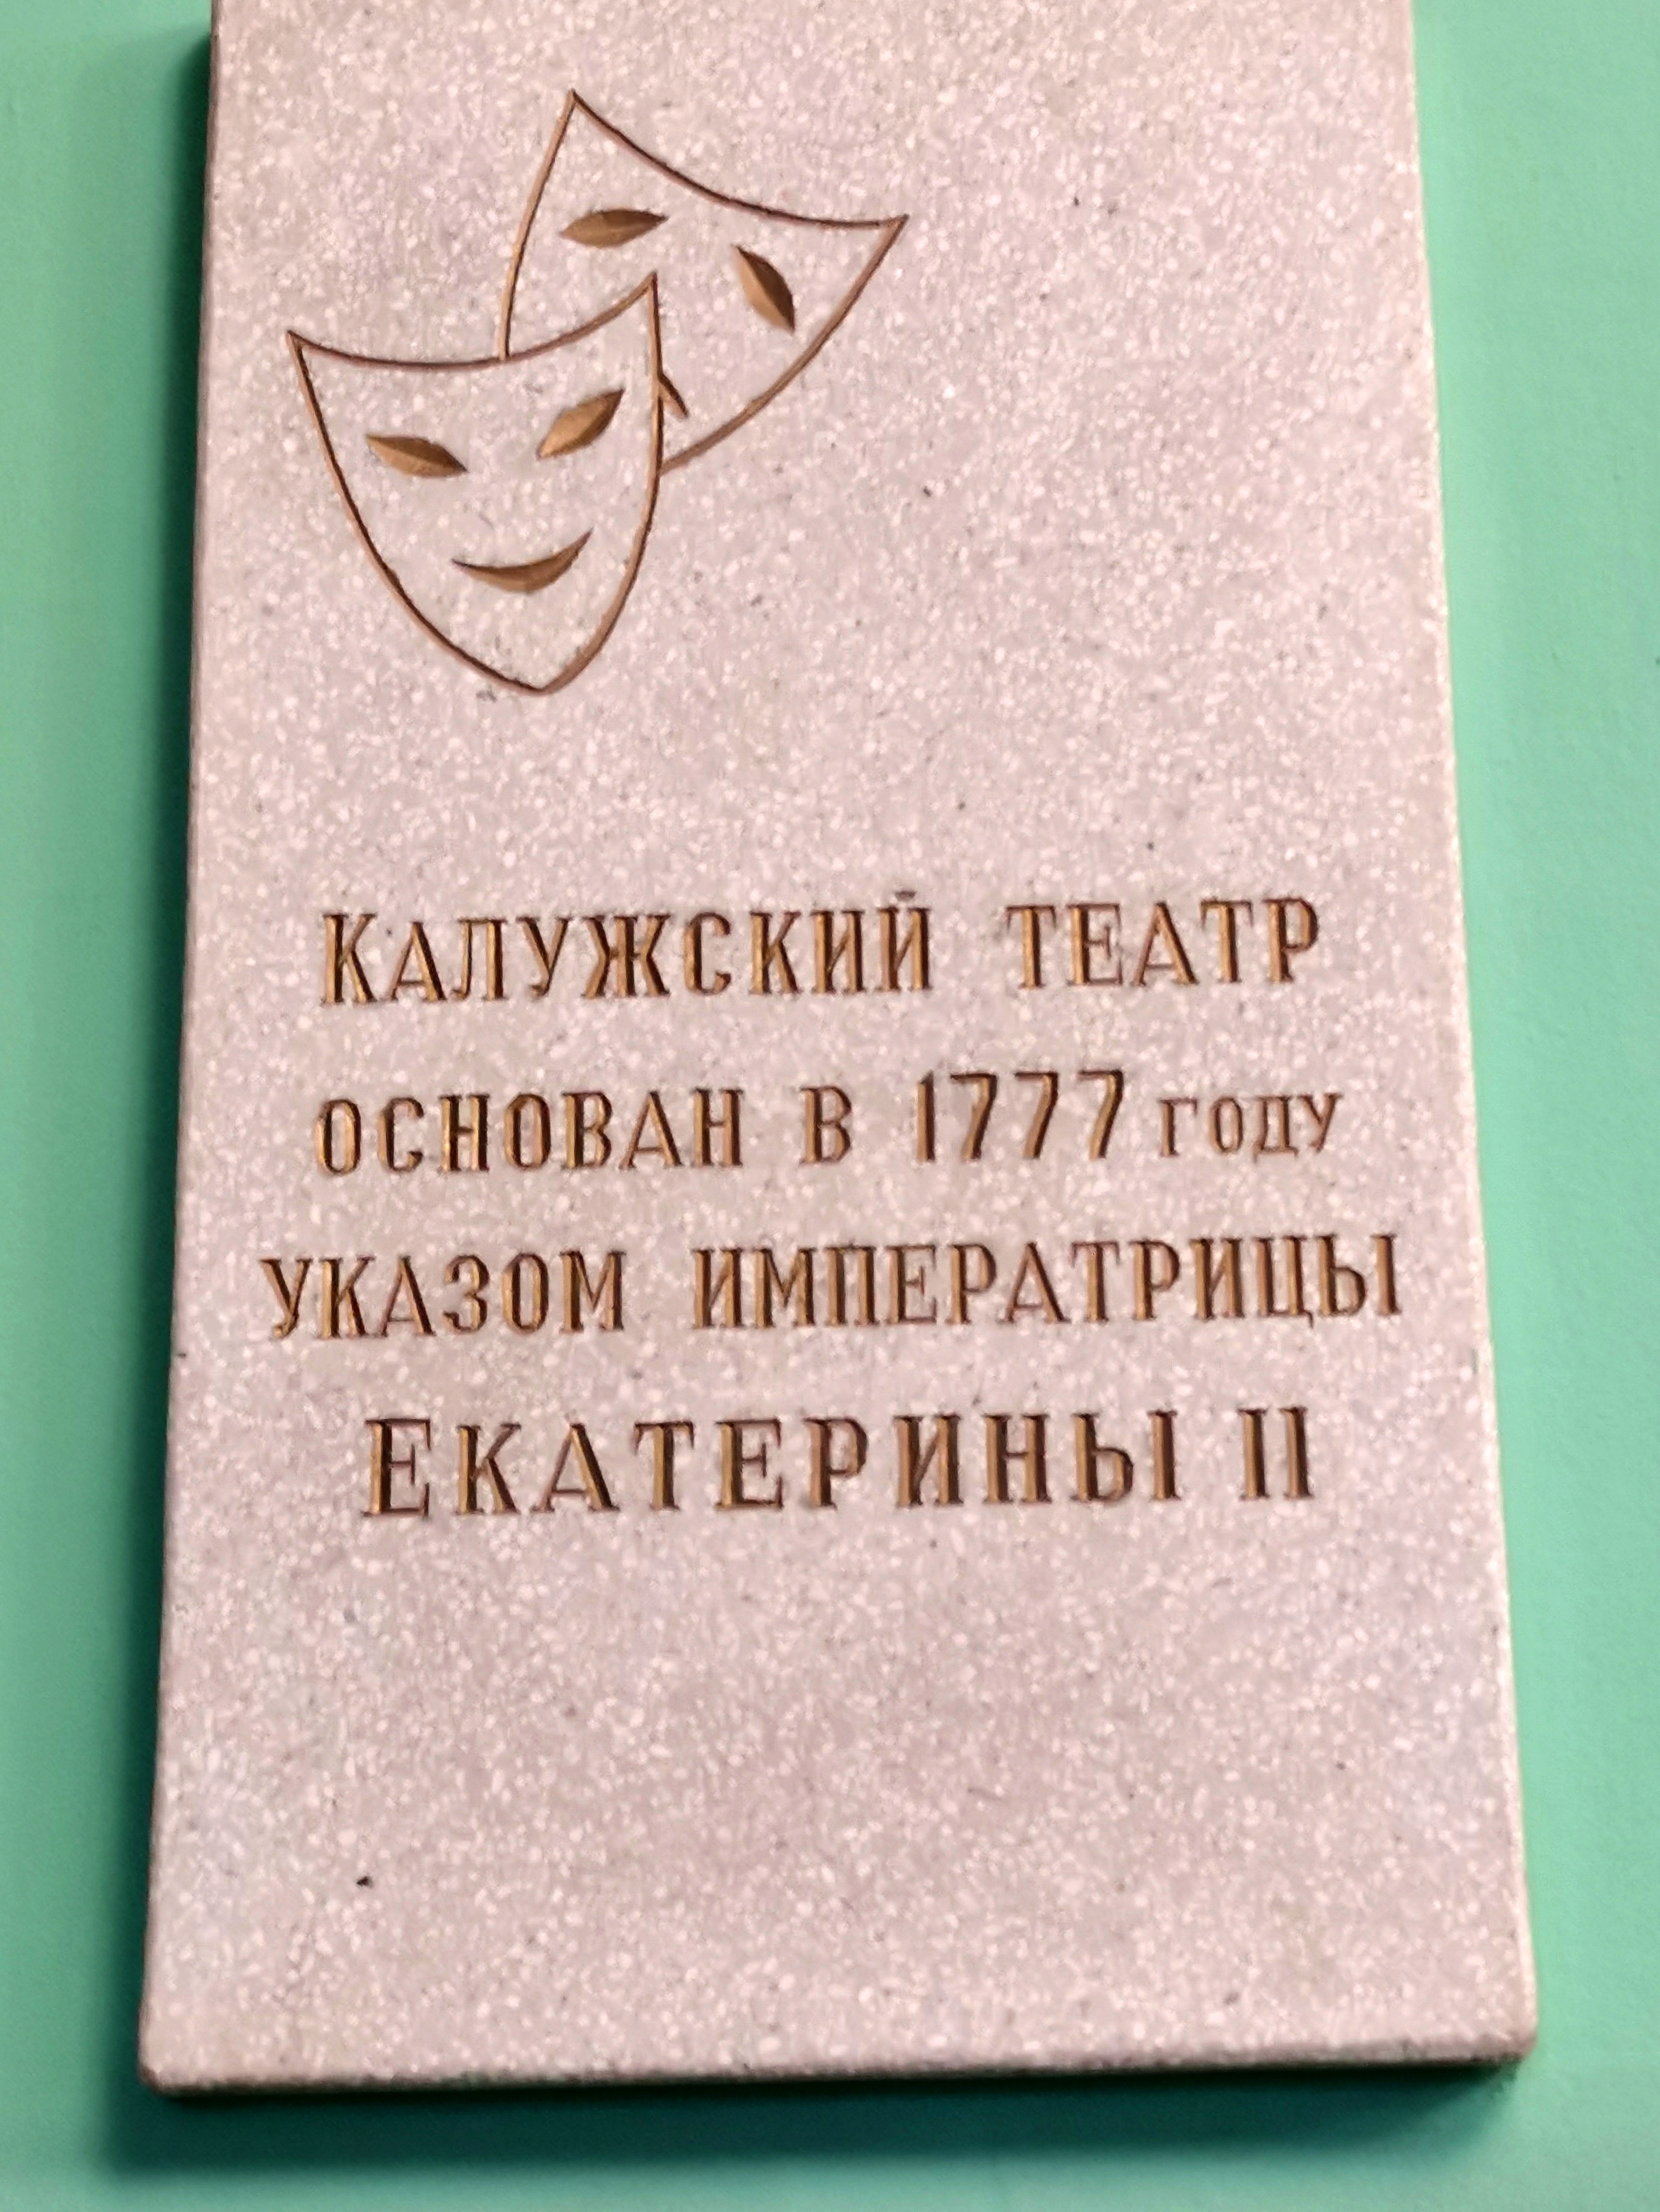 КАЛУЖСКИЙ ТЕАТР
ОСНОВАН В 1777 ГОДУ
УКАЗОМ ИМПЕРАТРИЦЫ
ЕКАТЕРИНЫ II